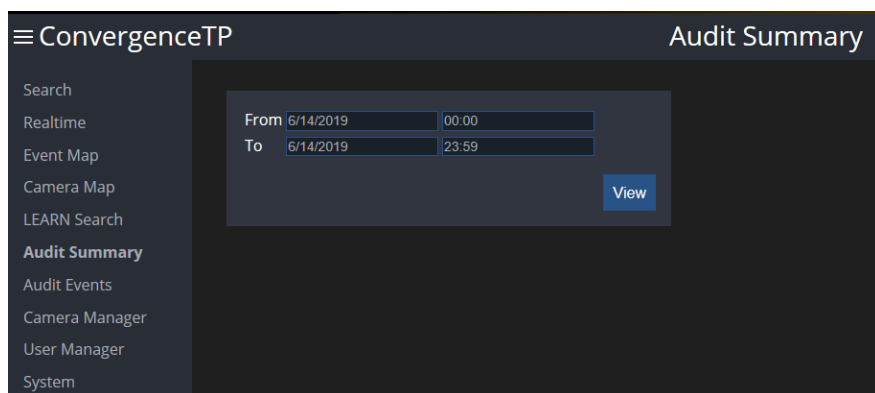 ConvergenceTP Audit Summary
Search
Realtime
Event Map
Camera Map
LEARN Search
Audit Summary
Audit Events
Camera Manager
User Manager
System
From 6/14/2019 00:00
To 6/14/2019 23:59
View